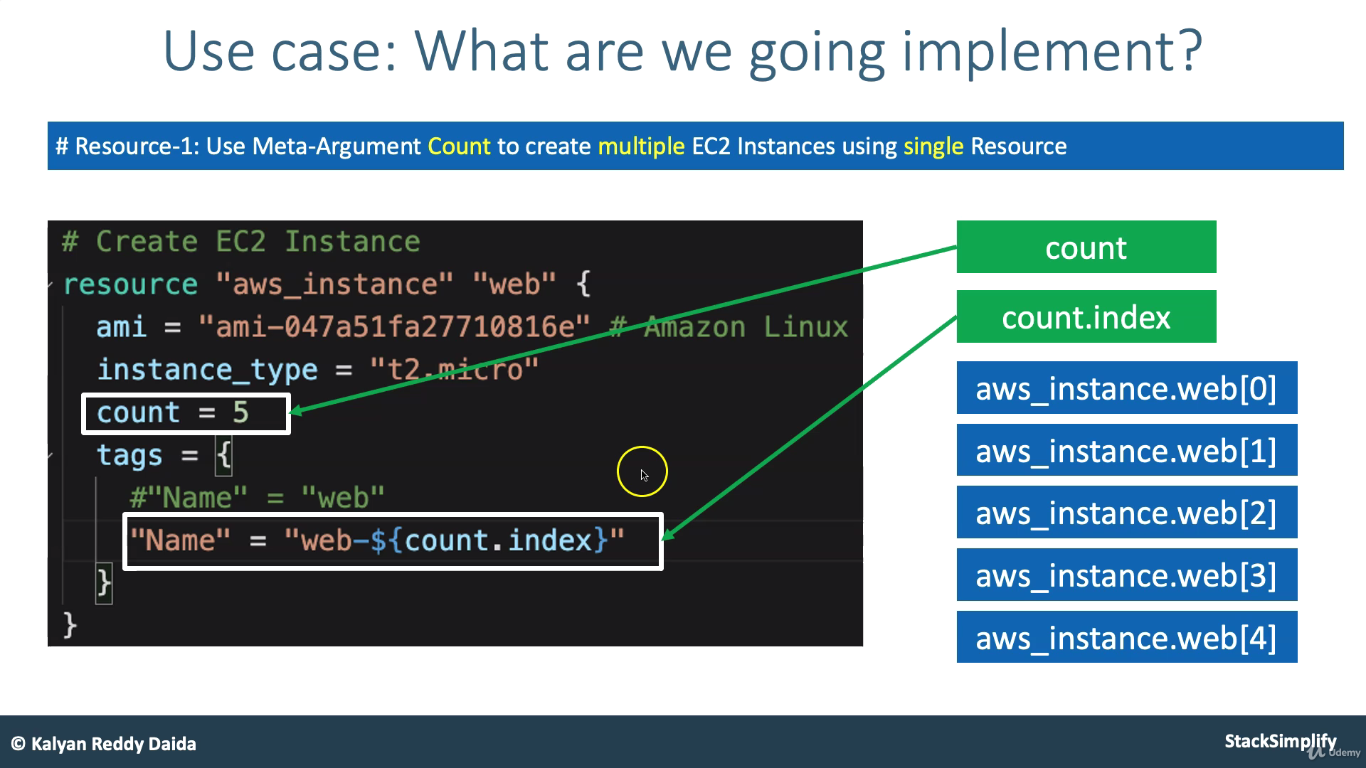 Use case: What are we going implement?
# Resource-1: Use Meta-Argument Count to create multiple EC2 Instances using single Resource
# Create EC2 Instance
resource "aws_instance" "web" {
ami = "ami-047a51fa27710816e" # Amazon Linux
instance_type = "t2.micro"
count = 5
tags = {
#"Name" = "web"
"Name" = "web-${count.index}"
}
}
count
count.index
aws_instance.web[0]
aws_instance.web[1]
aws_instance.web[2]
aws_instance.web[3]
aws_instance.web[4]
© Kalyan Reddy Daida
StackSimplify
Udemy